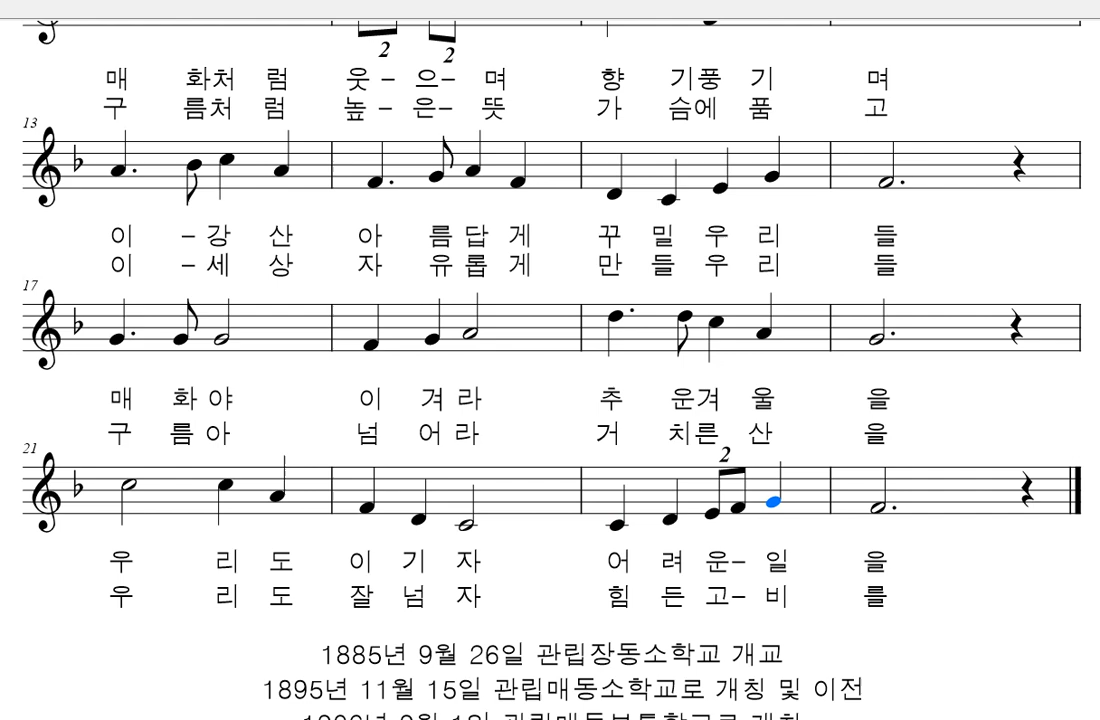 2 2
매 화처 럼 웃 – 으– 며 향 기풍 기 며
구 름처 럼 높 – 은– 뜻 가 슴에 품 고
13
이 – 강 산 아 름 답 게 꾸 밀 우 리 들
이 – 세 상 자 유 롭 게 만 들 우 리 들
17
매 화 야 이 겨 라 추 운겨 울 을
구 름 아 넘 어 라 거 치른 산 을
21
2
우 리 도 이 기 자 어 려 운– 일 을
우 리 도 잘 넘 자 힘 든 고– 비 를
1885년 9월 26일 관립장동소학교 개교
1895년 11월 15일 관립매동소학교로 개칭 및 이전